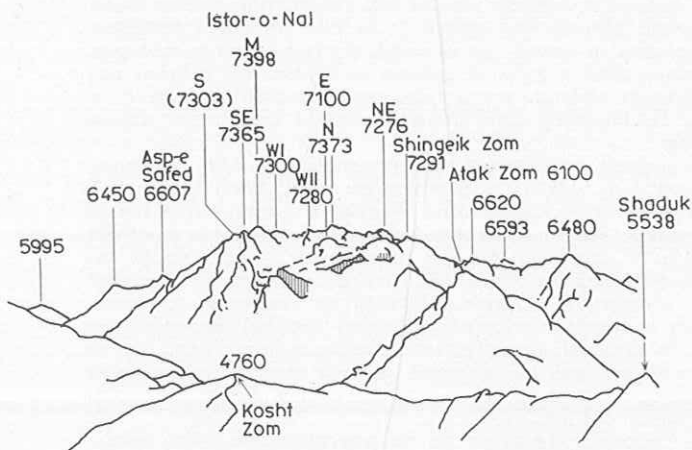 Istor-o-Nal
M
7398
S
(7303)
E
7100
SE
7365
N
7373
NE
7276
WI
7300
Shingeik Zom
7291
Asp-e
Safed
6607
WII
7280
Atak Zom 6100
6450
6620
6593
6480
Shaduk
5538
5995
4760
Kosht
Zom